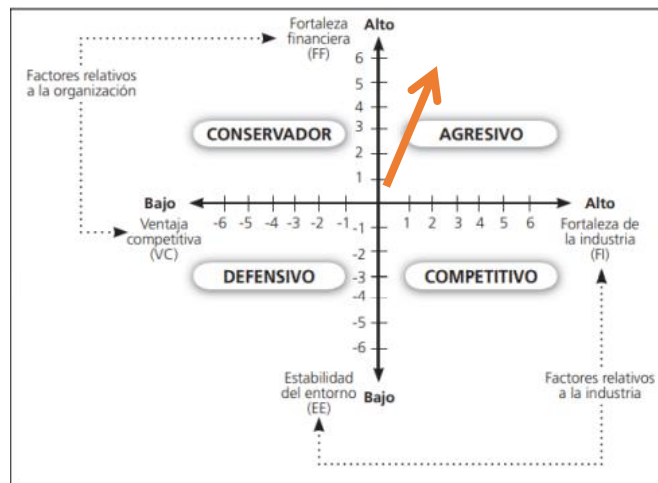 Fortaleza
financiera
(FF)
Alto
Factores relativos
a la organización
6
5
4
3
2
1
CONSERVADOR
AGRESIVO
Bajo
Ventaja
competitiva
(VC)
-6 -5 -4 -3 -2 -1
1 2 3 4 5 6
Alto
Fortaleza de
la industria
(FI)
-1
-2
-3
-4
-5
-6
DEFENSIVO
COMPETITIVO
Estabilidad
del entorno
(EE)
Bajo
Factores relativos
a la industria